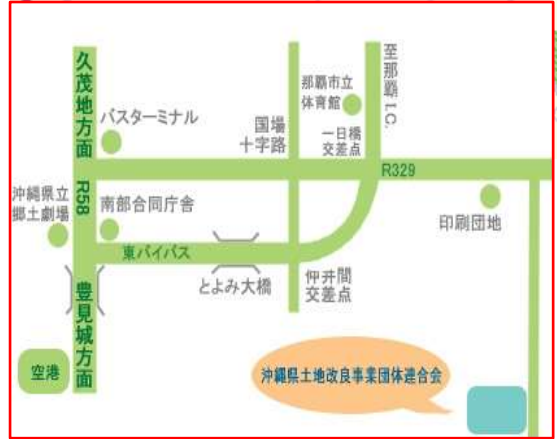 久茂地方面
R58
豊見城方面
バスターミナル
国場
十字路
那覇市立
体育館
一日橋
交差点
至那覇I.C.
R329
沖縄県立
郷土劇場
南部合同庁舎
印刷団地
東バイパス
とよみ大橋
仲井間
交差点
空港
沖縄県土地改良事業団体連合会